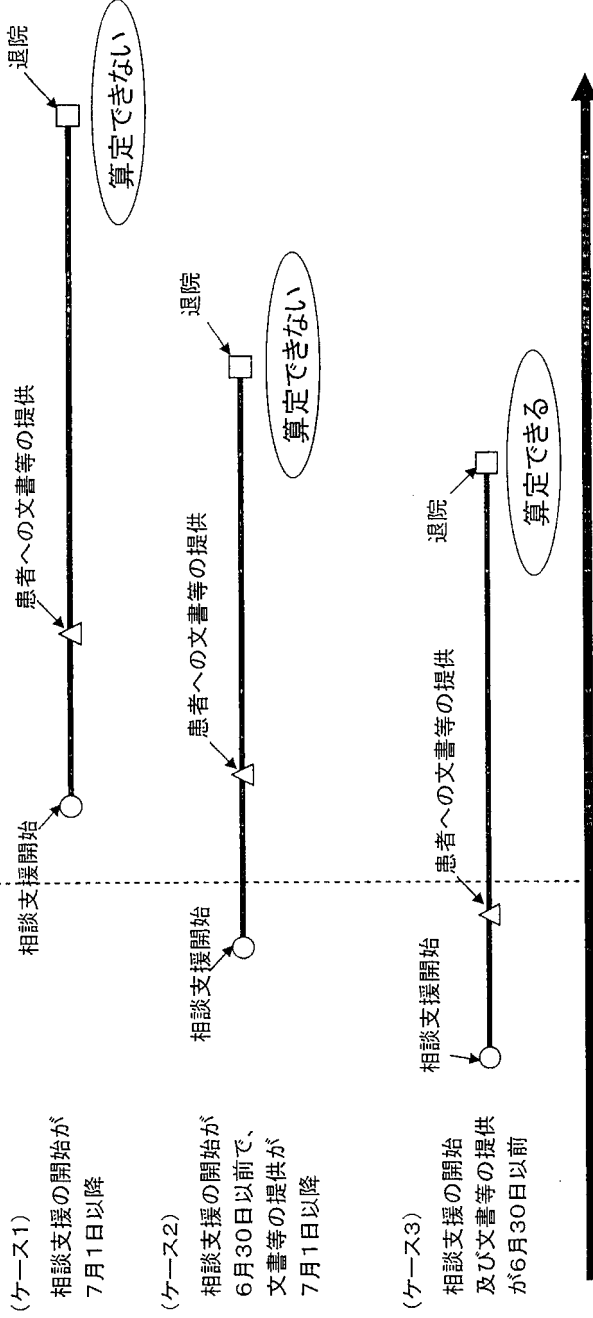 (ケース1)
相談支援の開始が
7月1日以降
相談支援開始
患者への文書等の提供
退院
算定できない
(ケース2)
相談支援の開始が
6月30日以前で、
文書等の提供が
7月1日以降
相談支援開始
患者への文書等の提供
退院
算定できない
(ケース3)
相談支援の開始
及び文書等の提供
が6月30日以前
相談支援開始
患者への文書等の提供
退院
算定できる